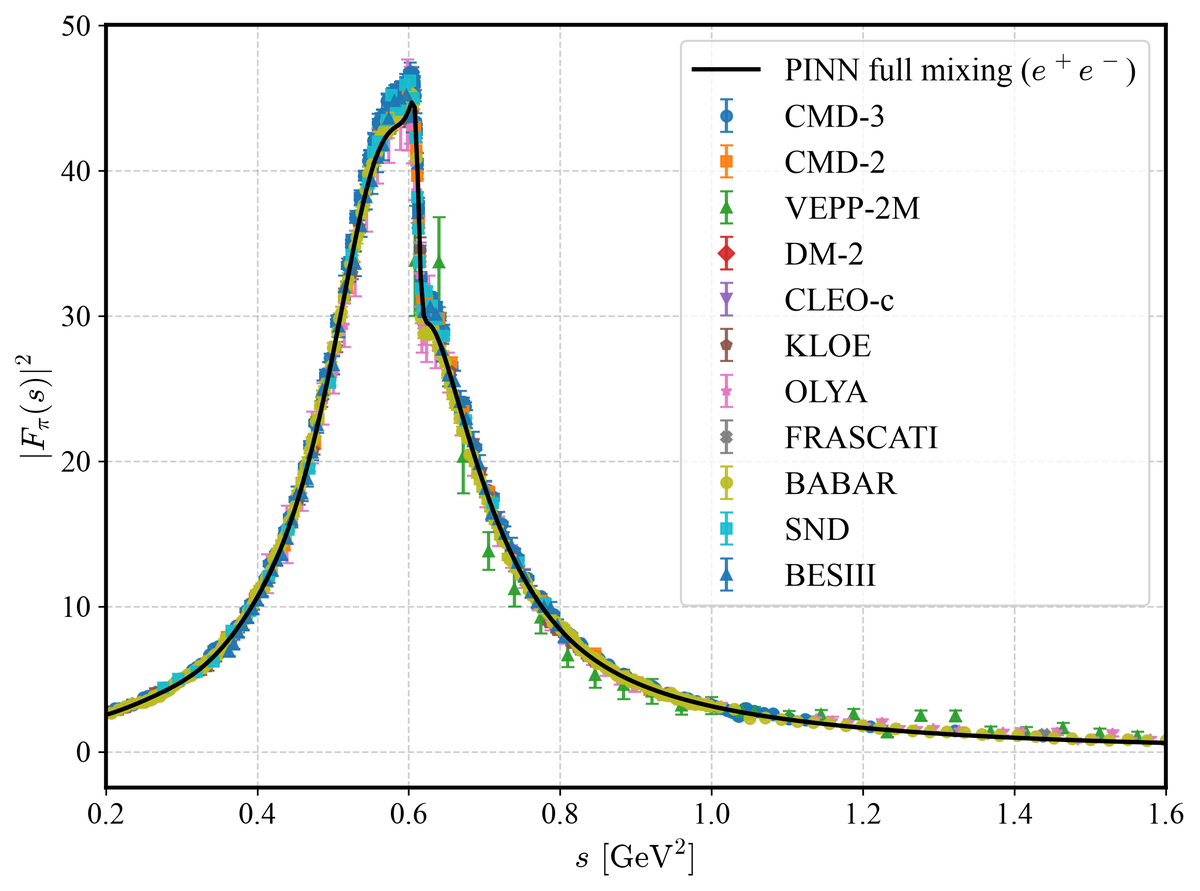 50
40
30
20
10
0
|Fπ(s)|²
0.2 0.4 0.6 0.8 1.0 1.2 1.4 1.6
s [GeV²]
PINN full mixing (e⁺e⁻)
CMD-3
CMD-2
VEPP-2M
DM-2
CLEO-c
KLOE
OLYA
FRASCATI
BABAR
SND
BESIII